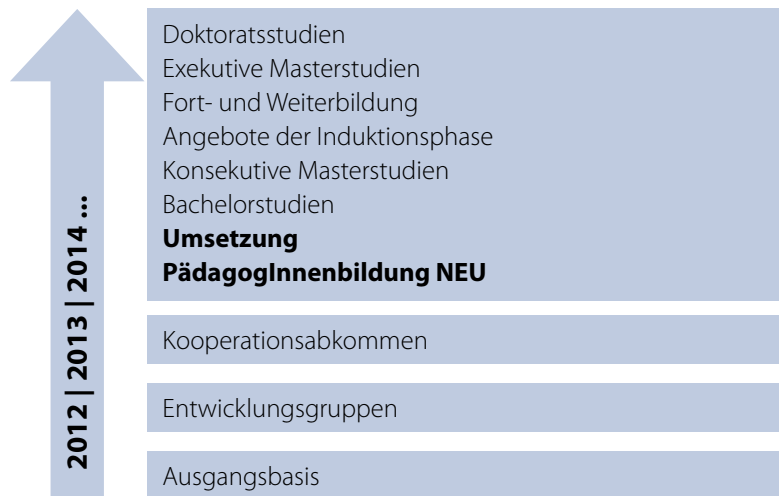 Doktoratsstudien
Exekutive Masterstudien
Fort- und Weiterbildung
Angebote der Induktionsphase
Konsekutive Masterstudien
Bachelorstudien
Umsetzung
PädagogInnenbildung NEU
Kooperationsabkommen
Entwicklungsgruppen
Ausgangsbasis
2012 | 2013 | 2014 ...